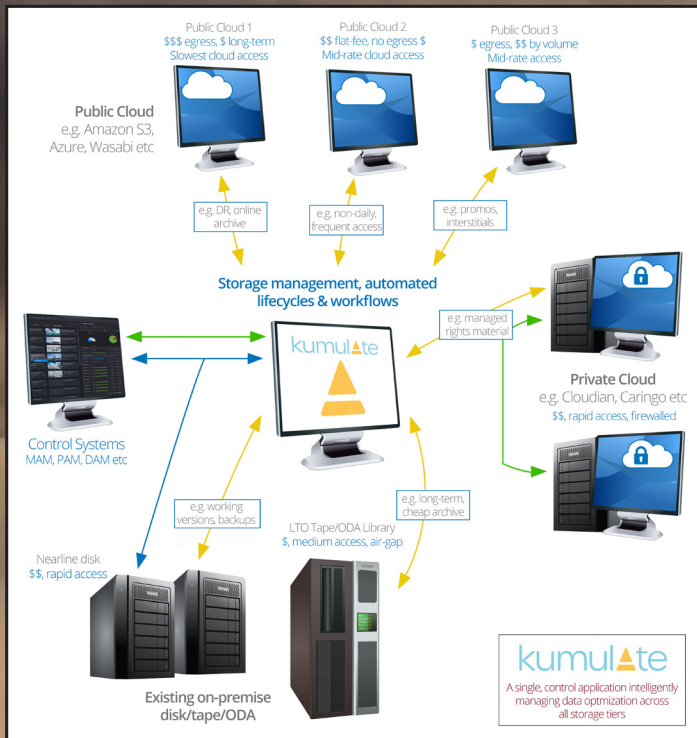 Public Cloud 1
$$$ egress, $ long-term
Slowest cloud access
Public Cloud 2
$$ flat-fee, no egress $
Mid-rate cloud access
Public Cloud 3
$ egress, $$ by volume
Mid-rate access
Public Cloud
e.g. Amazon S3,
Azure, Wasabi etc
e.g. DR, online
archive
e.g. non-daily,
frequent access
e.g. promos,
interstitials
Storage management, automated
lifecycles & workflows
kumulate
e.g. managed
rights material
Private Cloud
e.g. Cloudian, Caringo etc
$$, rapid access, firewalled
Control Systems
MAM, PAM, DAM etc
e.g. working
versions, backups
e.g. long-term,
cheap archive
Nearline disk
$$, rapid access
LTO Tape/ODA Library
$, medium access, air-gap
Existing on-premise
disk/tape/ODA
kumulate
A single, control application intelligently
managing data optmization across
all storage tiers